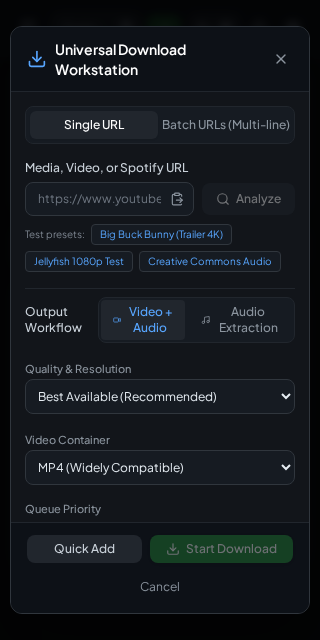 Universal Download
Workstation
Single URL
Batch URLs (Multi-line)
Media, Video, or Spotify URL
https://www.youtube
Analyze
Test presets:
Big Buck Bunny (Trailer 4K)
Jellyfish 1080p Test
Creative Commons Audio
Output
Workflow
Video +
Audio
Audio
Extraction
Quality & Resolution
Best Available (Recommended)
Video Container
MP4 (Widely Compatible)
Queue Priority
Quick Add
Start Download
Cancel